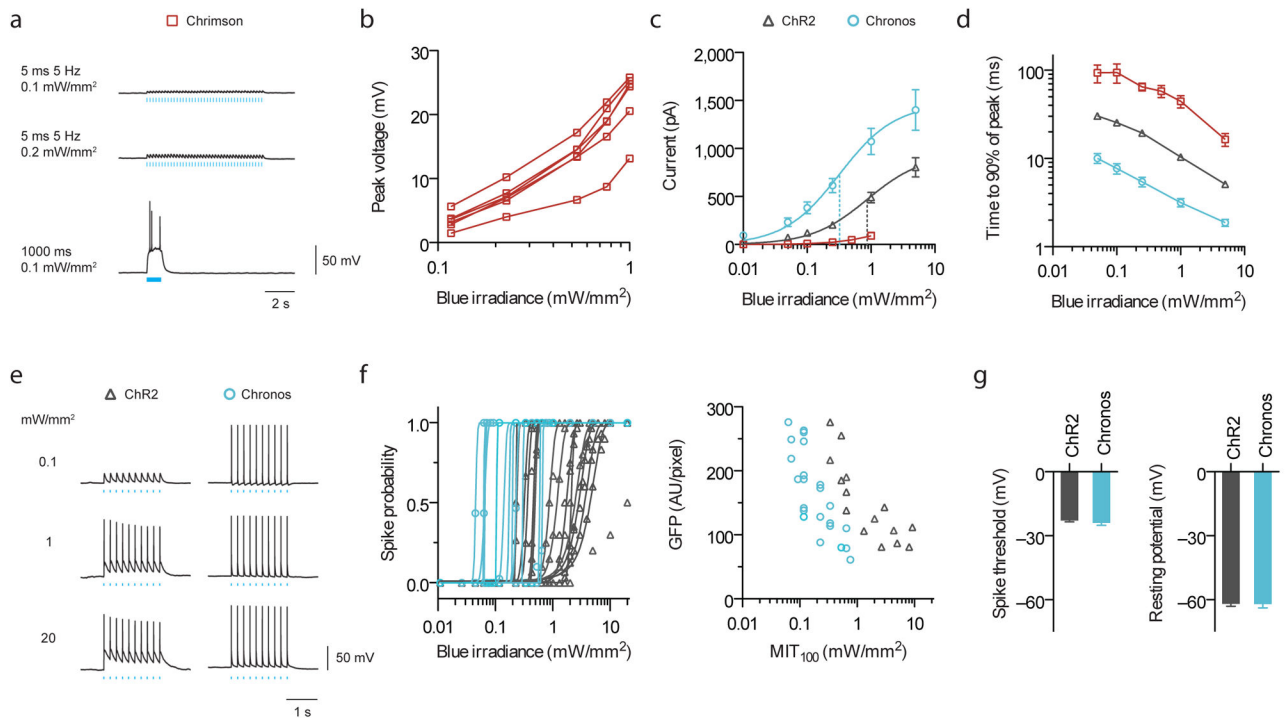 a
Chrimson
5 ms 5 Hz
0.1 mW/mm²
5 ms 5 Hz
0.2 mW/mm²
1000 ms
0.1 mW/mm²
50 mV
2 s
b
Peak voltage (mV)
30
20
10
0
0.1
1
Blue irradiance (mW/mm²)
c
ChR2
Chronos
Current (pA)
2,000
1,500
1,000
500
0
0.01
0.1
1
10
Blue irradiance (mW/mm²)
d
Time to 90% of peak (ms)
100
10
1
0.01
0.1
1
10
Blue irradiance (mW/mm²)
e
ChR2
Chronos
mW/mm²
0.1
1
20
50 mV
1 s
f
Spike probability
1.0
0.5
0.0
0.01
0.1
1
10
Blue irradiance (mW/mm²)
GFP (AU/pixel)
300
200
100
0
0.01
0.1
1
10
MIT₁₀₀ (mW/mm²)
g
ChR2
Chronos
Spike threshold (mV)
0
−30
−60
ChR2
Chronos
Resting potential (mV)
0
−30
−60